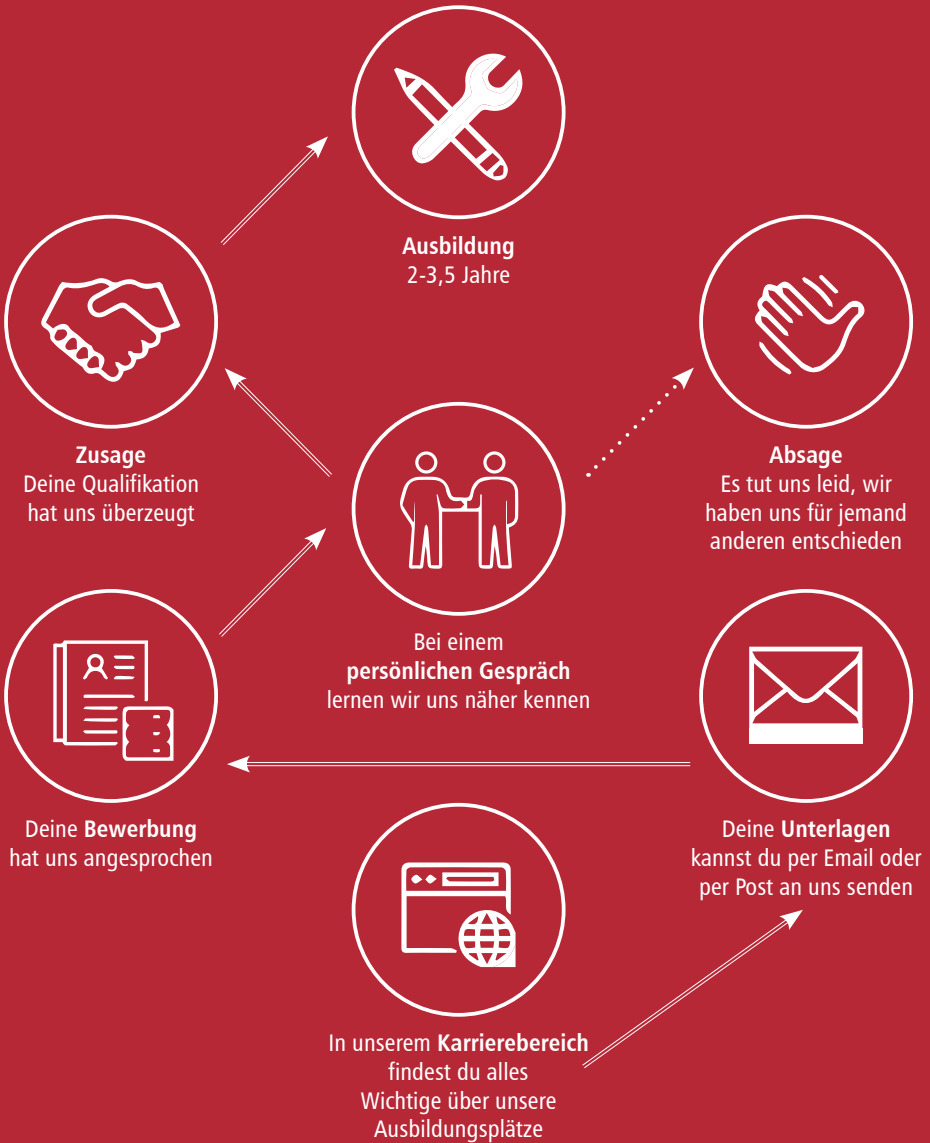 Ausbildung
2-3,5 Jahre
Zusage
Deine Qualifikation
hat uns überzeugt
Absage
Es tut uns leid, wir
haben uns für jemand
anderen entschieden
Bei einem
persönlichen Gespräch
lernen wir uns näher kennen
Deine Bewerbung
hat uns angesprochen
Deine Unterlagen
kannst du per Email oder
per Post an uns senden
In unserem Karrierebereich
findest du alles
Wichtige über unsere
Ausbildungsplätze